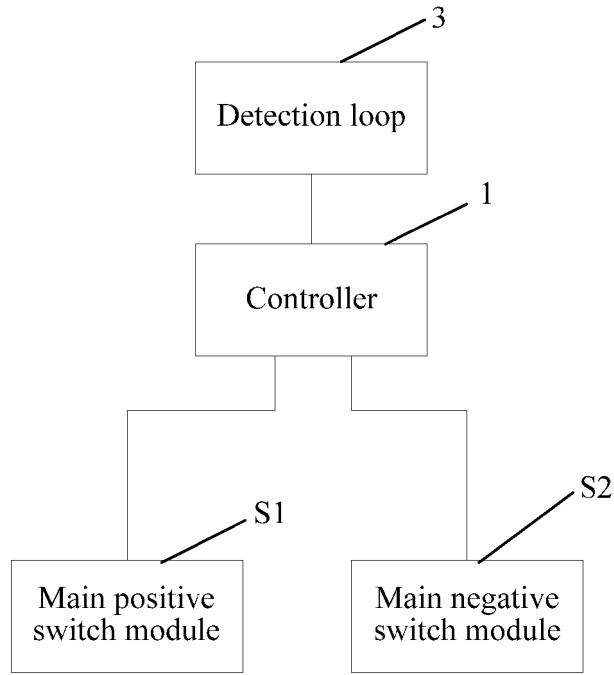 3
Detection loop
1
Controller
S1
S2
Main positive
switch module
Main negative
switch module